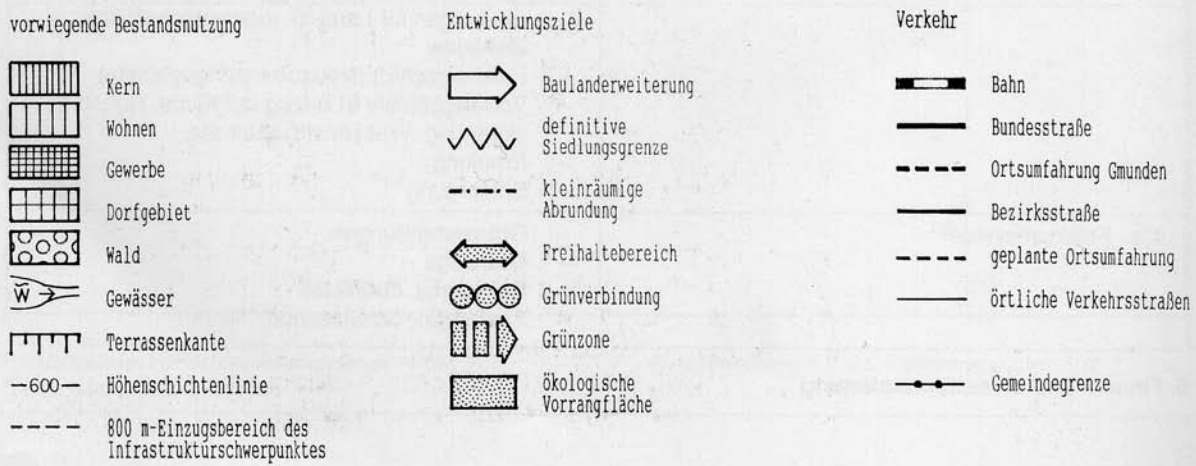 vorwiegende Bestandsnutzung
Kern
Wohnen
Gewerbe
Dorfgebiet
Wald
W
Gewässer
Terrassenkante
600
Höhenschichtenlinie
800 m-Einzugsbereich des
Infrastrukturschwerpunktes
Entwicklungsziele
Baulanderweiterung
definitive
Siedlungsgrenze
kleinräumige
Abrundung
Freihaltebereich
Grünverbindung
Grünzone
Ökologische
Vorrangfläche
Verkehr
Bahn
Bundesstraße
Ortsumfahrung Gmunden
Bezirksstraße
geplante Ortsumfahrung
örtliche Verkehrsstraßen
Gemeindegrenze